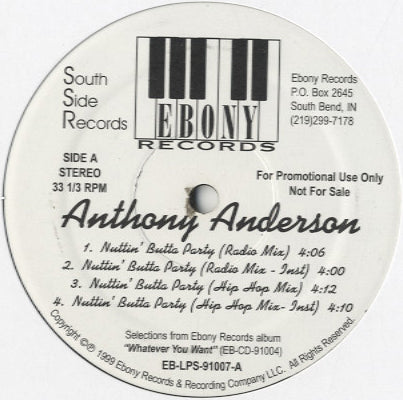 South
Side
Records
EBONY
RECORDS
Ebony Records
P.O. Box 2645
South Bend, IN
(219)299-7178
SIDE A
STEREO
33 1/3 RPM
For Promotional Use Only
Not For Sale
Anthony Anderson
1. Nuttin' Butta Party (Radio Mix) 4:06
2. Nuttin' Butta Party (Radio Mix - Inst) 4:00
3. Nuttin' Butta Party (Hip Hop Mix) 4:12
4. Nuttin' Butta Party (Hip Hop Mix- Inst) 4:10
Selections from Ebony Records album
"Whatever You Want" (EB-CD-91004)
EB-LPS-91007-A
Copyright ©℗ 1999 Ebony Records & Recording Company LLC. All Rights Reserved.